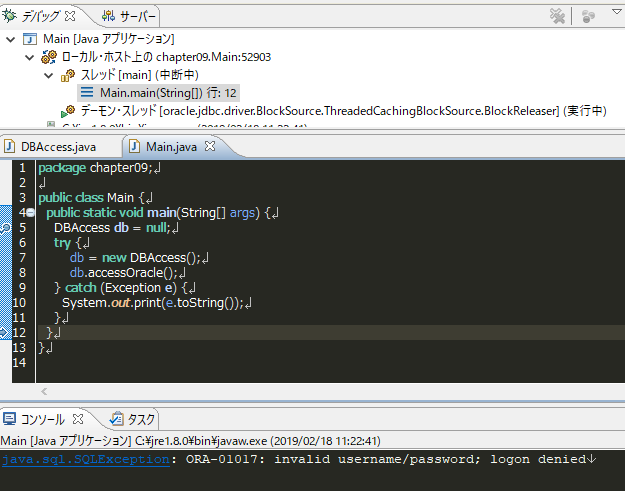 デバッグ サーバー
Main [Java アプリケーション]
ローカル・ホスト上の chapter09.Main:52903
スレッド [main] (中断中)
Main.main(String[]) 行: 12
デーモン・スレッド [oracle.jdbc.driver.BlockSource.ThreadedCachingBlockSource.BlockReleaser] (実行中)
DBAccess.java Main.java
1 package chapter09;↲
2 ↲
3 public class Main {↲
4 public static void main(String[] args) {↲
5 DBAccess db = null;↲
6 try {↲
7 db = new DBAccess();↲
8 db.accessOracle();↲
9 } catch (Exception e) {↲
10 System.out.print(e.toString());↲
11 }↲
12 }↲
13 }↲
14
コンソール タスク
Main [Java アプリケーション] C:¥jre1.8.0¥bin¥javaw.exe (2019/02/18 11:22:41)
java.sql.SQLException: ORA-01017: invalid username/password; logon denied↓